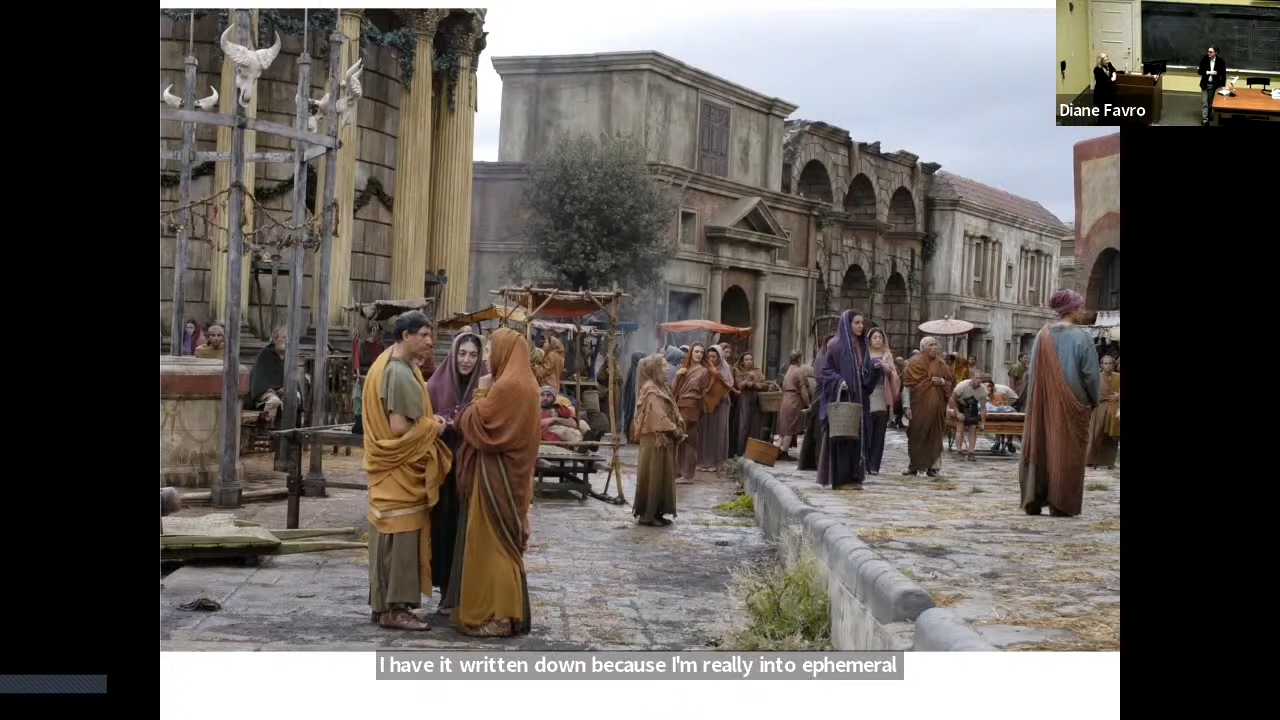 Diane Favro
I have it written down because I'm really into ephemeral